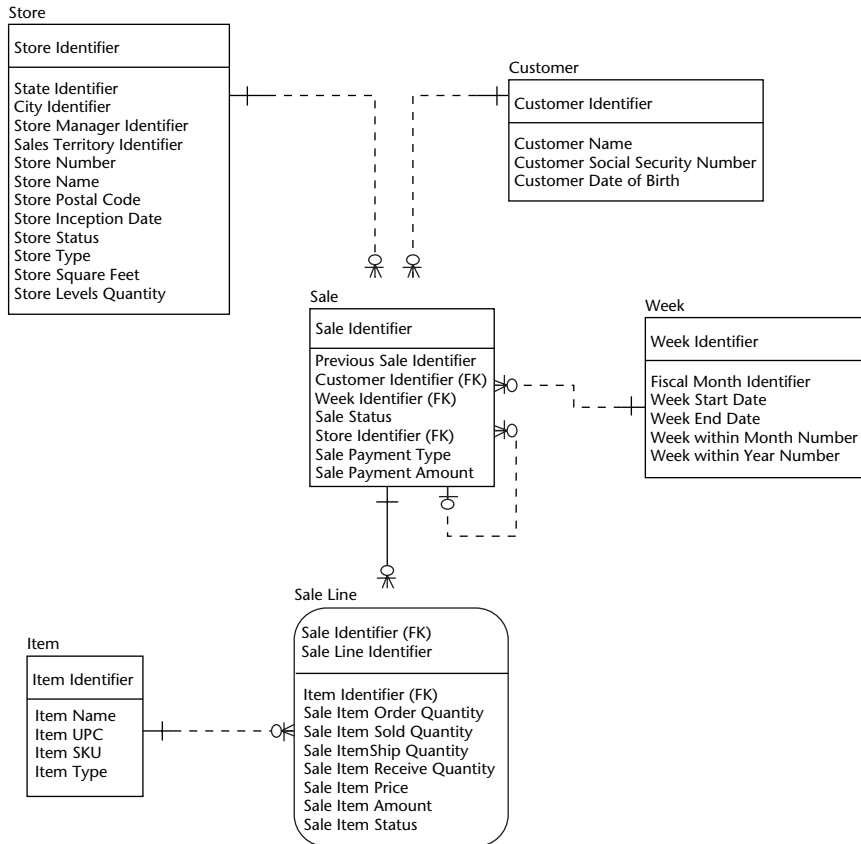 Store
Store Identifier
State Identifier
City Identifier
Store Manager Identifier
Sales Territory Identifier
Store Number
Store Name
Store Postal Code
Store Inception Date
Store Status
Store Type
Store Square Feet
Store Levels Quantity
Customer
Customer Identifier
Customer Name
Customer Social Security Number
Customer Date of Birth
Sale
Sale Identifier
Previous Sale Identifier
Customer Identifier (FK)
Week Identifier (FK)
Sale Status
Store Identifier (FK)
Sale Payment Type
Sale Payment Amount
Week
Week Identifier
Fiscal Month Identifier
Week Start Date
Week End Date
Week within Month Number
Week within Year Number
Item
Item Identifier
Item Name
Item UPC
Item SKU
Item Type
Sale Line
Sale Identifier (FK)
Sale Line Identifier
Item Identifier (FK)
Sale Item Order Quantity
Sale Item Sold Quantity
Sale ItemShip Quantity
Sale Item Receive Quantity
Sale Item Price
Sale Item Amount
Sale Item Status